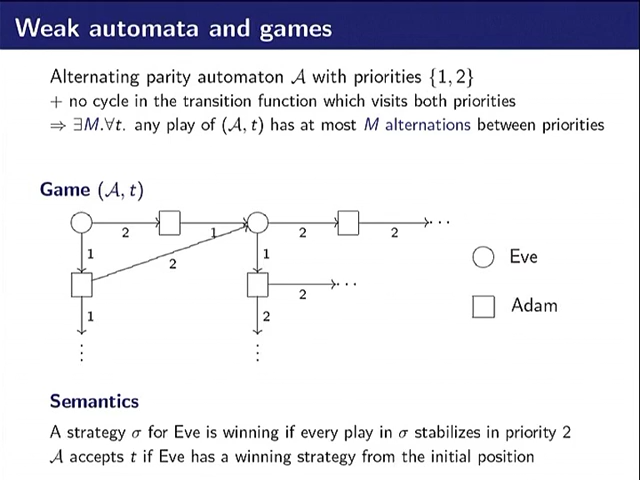 Weak automata and games
Alternating parity automaton 𝒜 with priorities {1, 2}
+ no cycle in the transition function which visits both priorities
⇒ ∃M.∀t. any play of (𝒜, t) has at most M alternations between priorities
Game (𝒜, t)
2 1 2 2 ···
1 2 1 Eve
2 ···
1 2 Adam
⋮ ⋮
Semantics
A strategy σ for Eve is winning if every play in σ stabilizes in priority 2
𝒜 accepts t if Eve has a winning strategy from the initial position